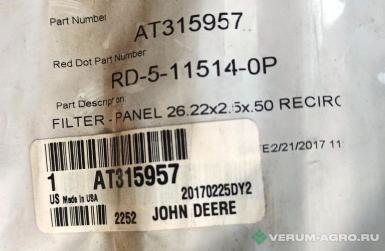 Part Number
AT315957
Red Dot Part Number
RD-5-11514-0P
Part Description
FILTER - PANEL 26.22x2.5x.50 RECIRC
E2/21/2017 11:
1 AT315957
US Made In USA 20170225DY2
2252 JOHN DEERE
VERUM-AGRO.RU